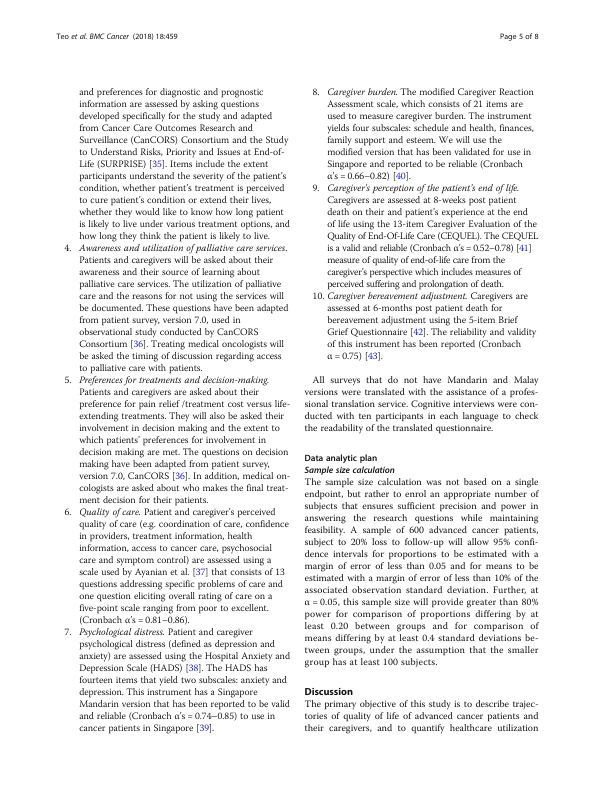 Teo et al. BMC Cancer (2018) 18:459
Page 5 of 8
and preferences for diagnostic and prognostic
information are assessed by asking questions
developed specifically for the study and adapted
from Cancer Care Outcomes Research and
Surveillance (CanCORS) Consortium and the Study
to Understand Risks, Priority and Issues at End-of-
Life (SURPRISE) [35]. Items include the extent
participants understand the severity of the patient's
condition, whether patient's treatment is perceived
to cure patient's condition or extend their lives,
whether they would like to know how long patient
is likely to live under various treatment options, and
how long they think the patient is likely to live.
4. Awareness and utilization of palliative care services.
Patients and caregivers will be asked about their
awareness and their source of learning about
palliative care services. The utilization of palliative
care and the reasons for not using the services will
be documented. These questions have been adapted
from patient survey, version 7.0, used in
observational study conducted by CanCORS
Consortium [36]. Treating medical oncologists will
be asked the timing of discussion regarding access
to palliative care with patients.
5. Preferences for treatments and decision-making.
Patients and caregivers are asked about their
preference for pain relief /treatment cost versus life-
extending treatments. They will also be asked their
involvement in decision making and the extent to
which patients' preferences for involvement in
decision making are met. The questions on decision
making have been adapted from patient survey,
version 7.0, CanCORS [36]. In addition, medical on-
cologists are asked about who makes the final treat-
ment decision for their patients.
6. Quality of care. Patient and caregiver's perceived
quality of care (e.g. coordination of care, confidence
in providers, treatment information, health
information, access to cancer care, psychosocial
care and symptom control) are assessed using a
scale used by Ayanian et al. [37] that consists of 13
questions addressing specific problems of care and
one question eliciting overall rating of care on a
five-point scale ranging from poor to excellent.
(Cronbach α's = 0.81–0.86).
7. Psychological distress. Patient and caregiver
psychological distress (defined as depression and
anxiety) are assessed using the Hospital Anxiety and
Depression Scale (HADS) [38]. The HADS has
fourteen items that yield two subscales: anxiety and
depression. This instrument has a Singapore
Mandarin version that has been reported to be valid
and reliable (Cronbach α's = 0.74–0.85) to use in
cancer patients in Singapore [39].
8. Caregiver burden. The modified Caregiver Reaction
Assessment scale, which consists of 21 items are
used to measure caregiver burden. The instrument
yields four subscales: schedule and health, finances,
family support and esteem. We will use the
modified version that has been validated for use in
Singapore and reported to be reliable (Cronbach
α's = 0.66–0.82) [40].
9. Caregiver's perception of the patient's end of life.
Caregivers are assessed at 8-weeks post patient
death on their and patient's experience at the end
of life using the 13-item Caregiver Evaluation of the
Quality of End-Of-Life Care (CEQUEL). The CEQUEL
is a valid and reliable (Cronbach α's = 0.52–0.78) [41]
measure of quality of end-of-life care from the
caregiver's perspective which includes measures of
perceived suffering and prolongation of death.
10. Caregiver bereavement adjustment. Caregivers are
assessed at 6-months post patient death for
bereavement adjustment using the 5-item Brief
Grief Questionnaire [42]. The reliability and validity
of this instrument has been reported (Cronbach
α = 0.75) [43].
All surveys that do not have Mandarin and Malay
versions were translated with the assistance of a profes-
sional translation service. Cognitive interviews were con-
ducted with ten participants in each language to check
the readability of the translated questionnaire.
Data analytic plan
Sample size calculation
The sample size calculation was not based on a single
endpoint, but rather to enrol an appropriate number of
subjects that ensures sufficient precision and power in
answering the research questions while maintaining
feasibility. A sample of 600 advanced cancer patients,
subject to 20% loss to follow-up will allow 95% confi-
dence intervals for proportions to be estimated with a
margin of error of less than 0.05 and for means to be
estimated with a margin of error of less than 10% of the
associated observation standard deviation. Further, at
α = 0.05, this sample size will provide greater than 80%
power for comparison of proportions differing by at
least 0.20 between groups and for comparison of
means differing by at least 0.4 standard deviations be-
tween groups, under the assumption that the smaller
group has at least 100 subjects.
Discussion
The primary objective of this study is to describe trajec-
tories of quality of life of advanced cancer patients and
their caregivers, and to quantify healthcare utilization